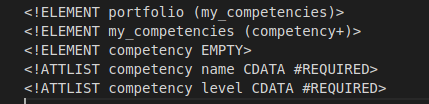 <!ELEMENT portfolio (my_competencies)>
<!ELEMENT my_competencies (competency+)>
<!ELEMENT competency EMPTY>
<!ATTLIST competency name CDATA #REQUIRED>
<!ATTLIST competency level CDATA #REQUIRED>